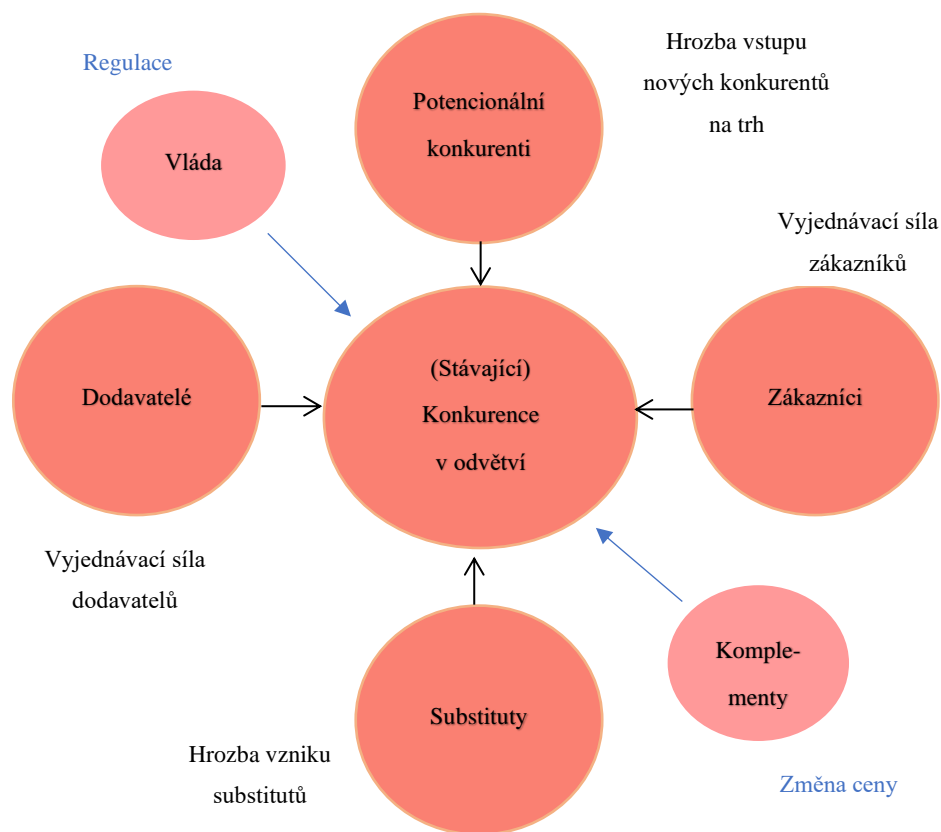 Regulace
Vláda
Potencionální
konkurenti
Hrozba vstupu
nových konkurentů
na trh
Vyjednávací síla
zákazníků
Dodavatelé
(Stávající)
Konkurence
v odvětví
Zákazníci
Vyjednávací síla
dodavatelů
Substituty
Komple-
menty
Hrozba vzniku
substitutů
Změna ceny